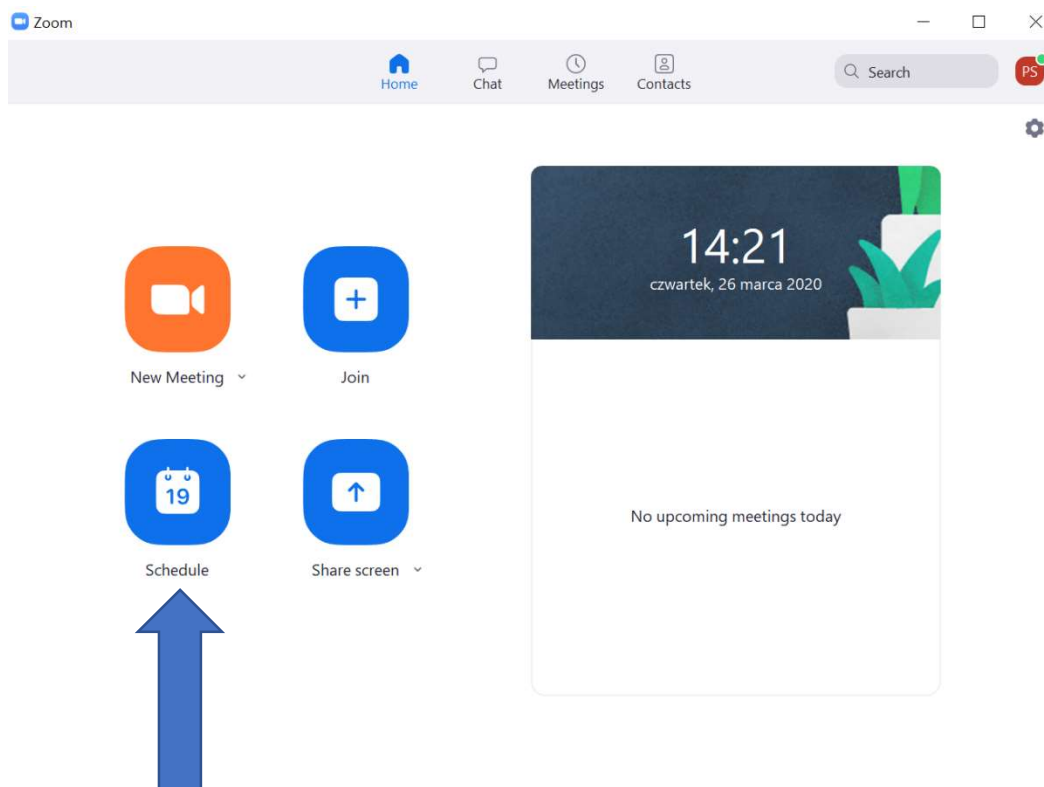 Zoom
Home
Chat
Meetings
Contacts
Search
PS
14:21
czwartek, 26 marca 2020
New Meeting
Join
19
Schedule
Share screen
No upcoming meetings today